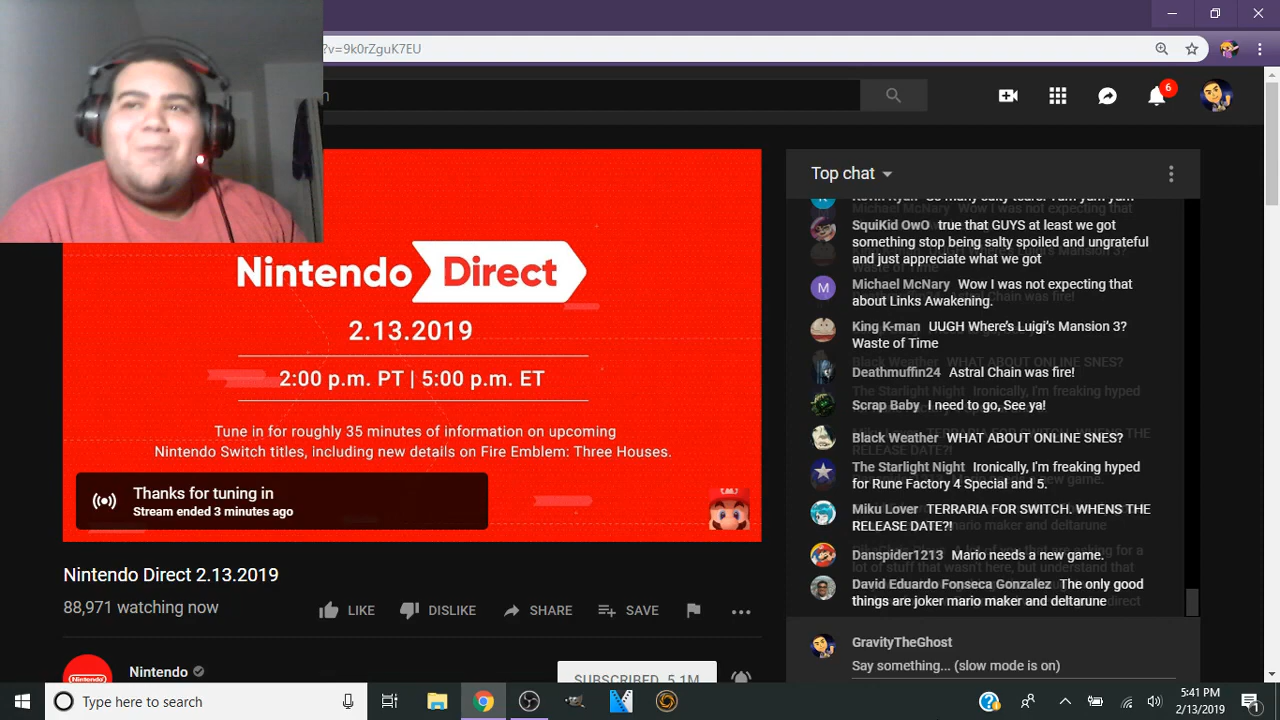 ?v=9k0rZguK7EU
6
Nintendo Direct
2.13.2019
2:00 p.m. PT | 5:00 p.m. ET
Tune in for roughly 35 minutes of information on upcoming
Nintendo Switch titles, including new details on Fire Emblem: Three Houses.
Thanks for tuning in
Stream ended 3 minutes ago
Nintendo Direct 2.13.2019
88,971 watching now
LIKE
DISLIKE
SHARE
SAVE
Nintendo
Nintendo
SUBSCRIBED 5.1M
Top chat
SquiKid OwO true that GUYS at least we got
something stop being salty spoiled and ungrateful
and just appreciate what we got
Michael McNary Wow I was not expecting that
about Links Awakening.
King K-man UUGH Where's Luigi's Mansion 3?
Waste of Time
Deathmuffin24 Astral Chain was fire!
Scrap Baby I need to go, See ya!
Black Weather WHAT ABOUT ONLINE SNES?
The Starlight Night Ironically, I'm freaking hyped
for Rune Factory 4 Special and 5.
Miku Lover TERRARIA FOR SWITCH. WHENS THE
RELEASE DATE?!
Danspider1213 Mario needs a new game.
David Eduardo Fonseca Gonzalez The only good
things are joker mario maker and deltarune
GravityTheGhost
Say something... (slow mode is on)
Type here to search
5:41 PM
2/13/2019
1